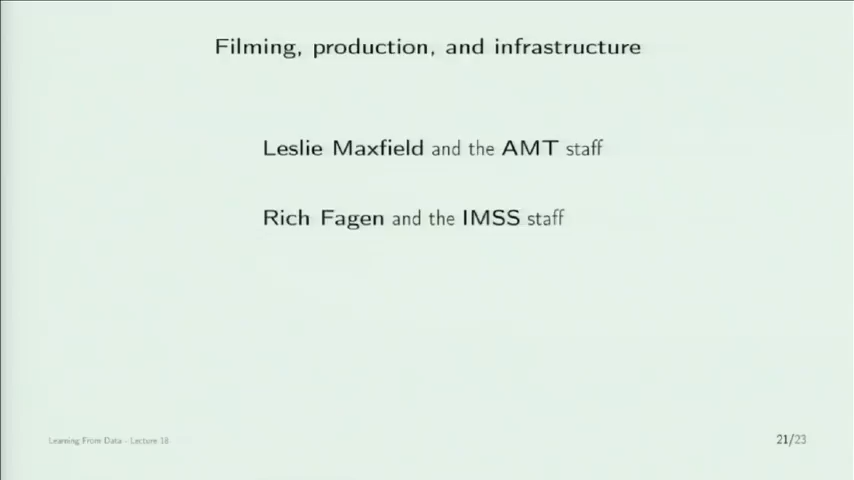 Filming, production, and infrastructure
Leslie Maxfield and the AMT staff
Rich Fagen and the IMSS staff
Learning From Data - Lecture 18
21/23